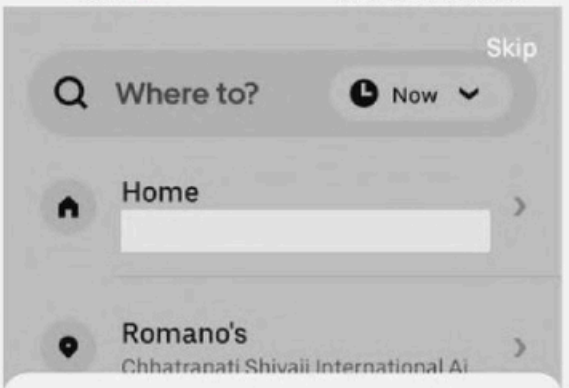 Skip
Where to?
Now
Home
Romano's
Chhatrapati Shivaji International Ai